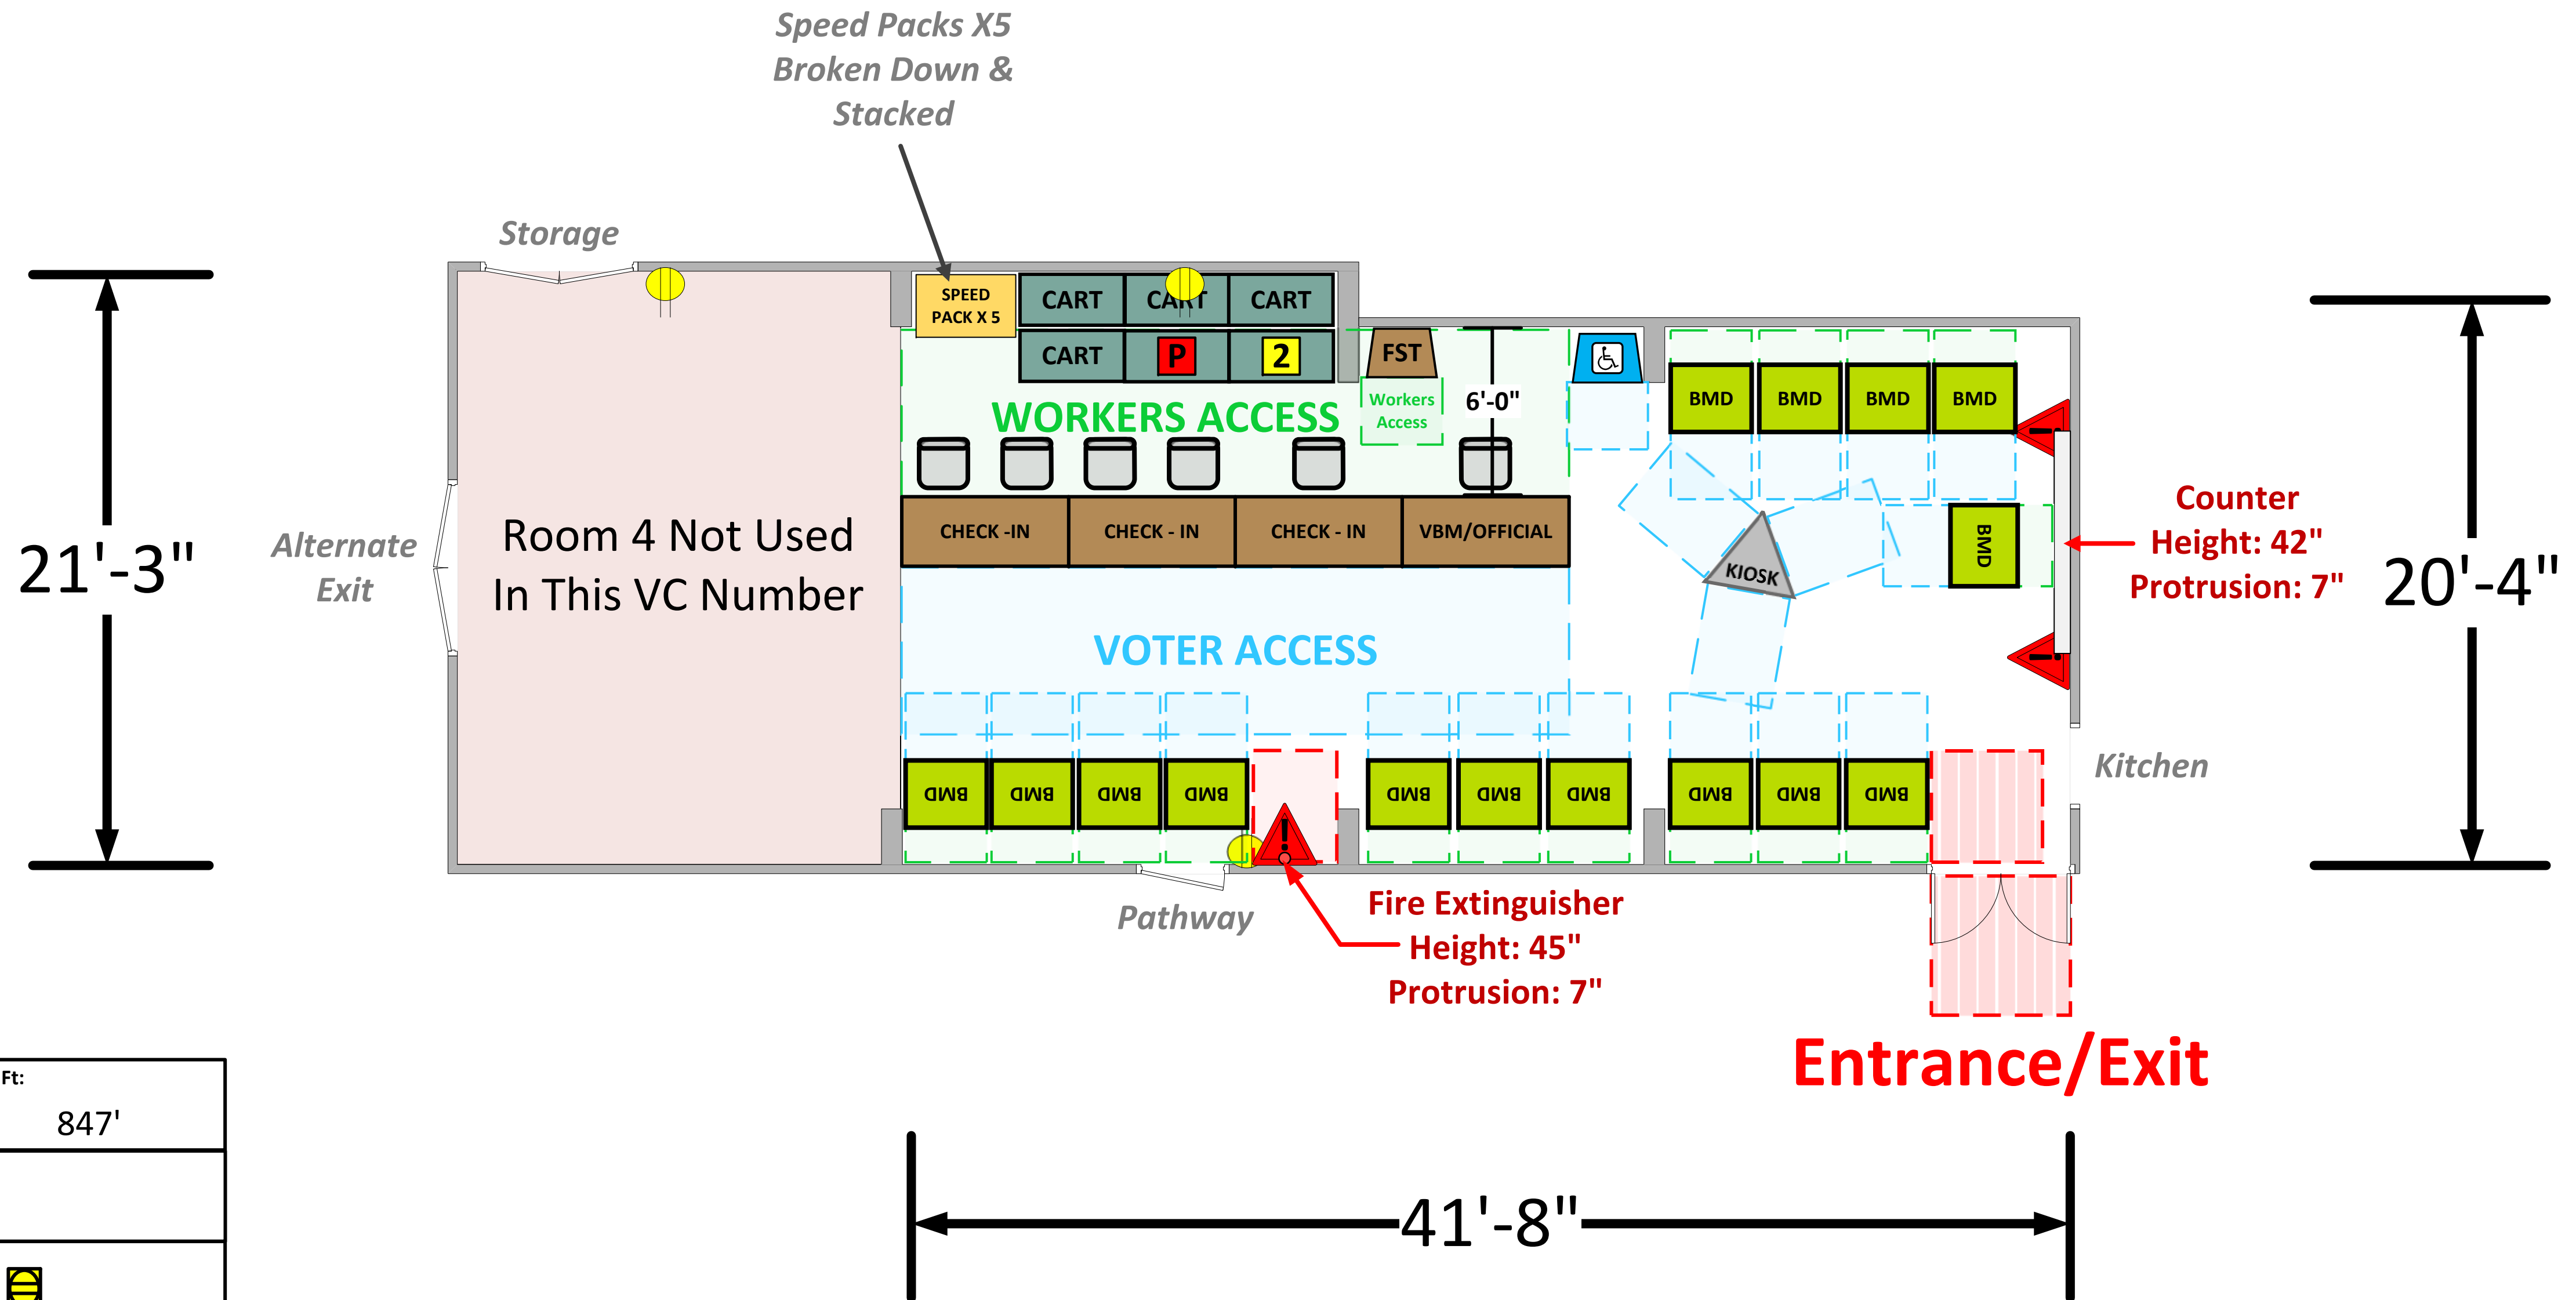 Speed Packs X5
Broken Down &
Stacked
Storage
SPEED
PACK X 5
CART
CART
CART
CART
P
2
FST
6'-0"
WORKERS ACCESS
Workers
Access
BMD
BMD
BMD
BMD
21'-3"
Alternate
Exit
Room 4 Not Used
In This VC Number
CHECK -IN
CHECK - IN
CHECK - IN
VBM/OFFICIAL
KIOSK
BMD
Counter
Height: 42"
Protrusion: 7"
20'-4"
VOTER ACCESS
BMD
BMD
BMD
BMD
BMD
BMD
BMD
BMD
BMD
BMD
Kitchen
Pathway
Fire Extinguisher
Height: 45"
Protrusion: 7"
Entrance/Exit
Ft:
847'
41'-8"